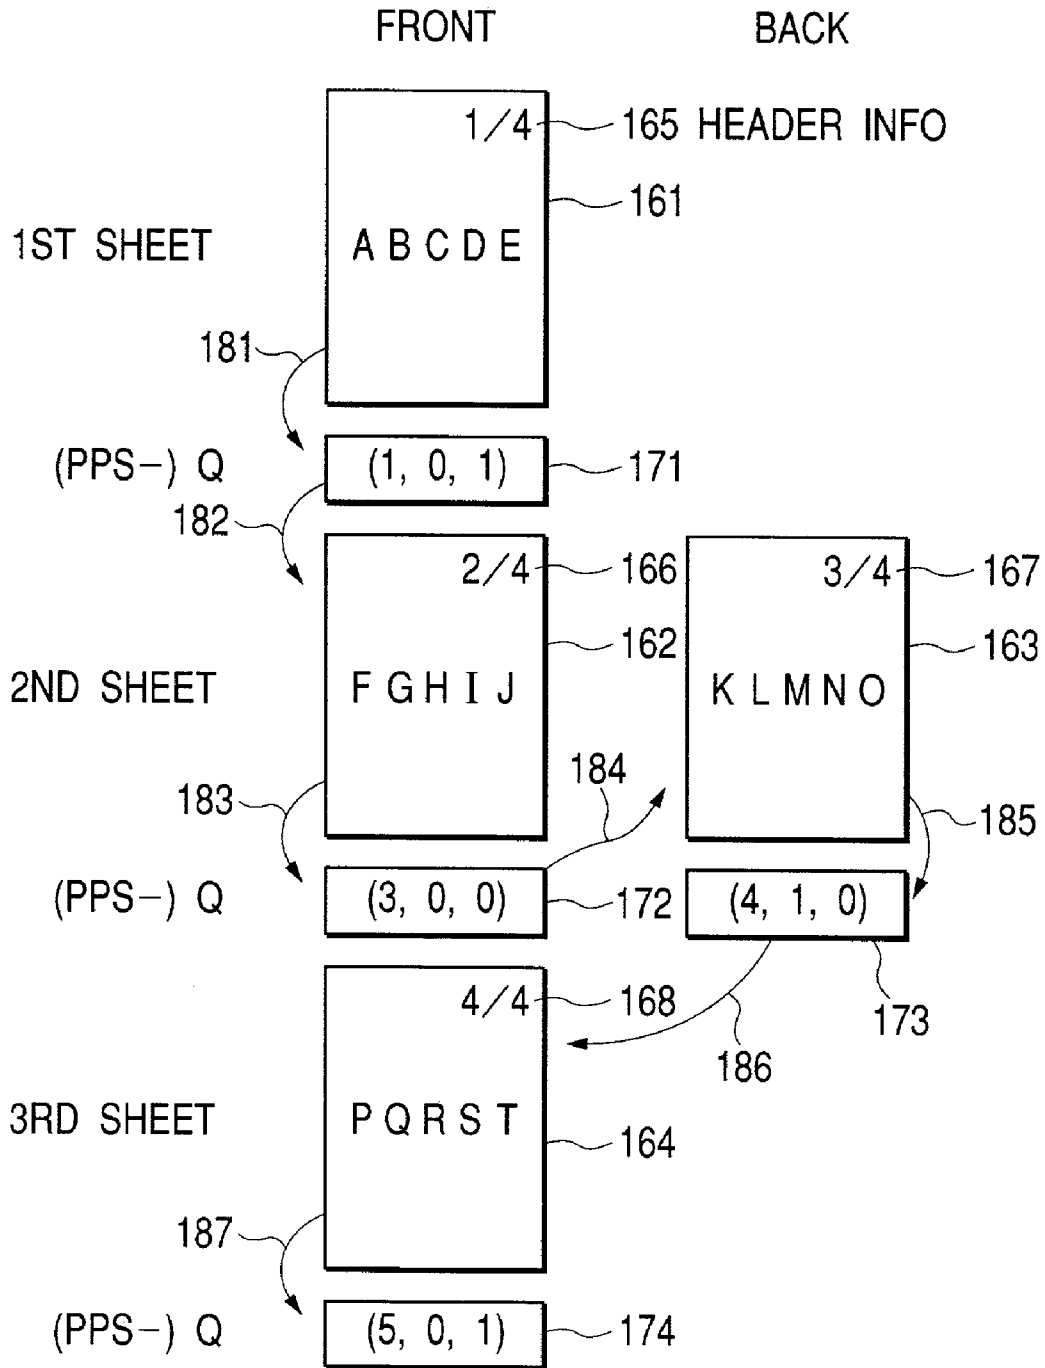 FRONT BACK
1/4 165 HEADER INFO
161
1ST SHEET A B C D E
181
(PPS-) Q (1, 0, 1) 171
182
2/4 166 3/4 167
162 163
2ND SHEET F G H I J K L M N O
183 184 185
(PPS-) Q (3, 0, 0) 172 (4, 1, 0)
173
4/4 168
186
3RD SHEET P Q R S T
164
187
(PPS-) Q (5, 0, 1) 174